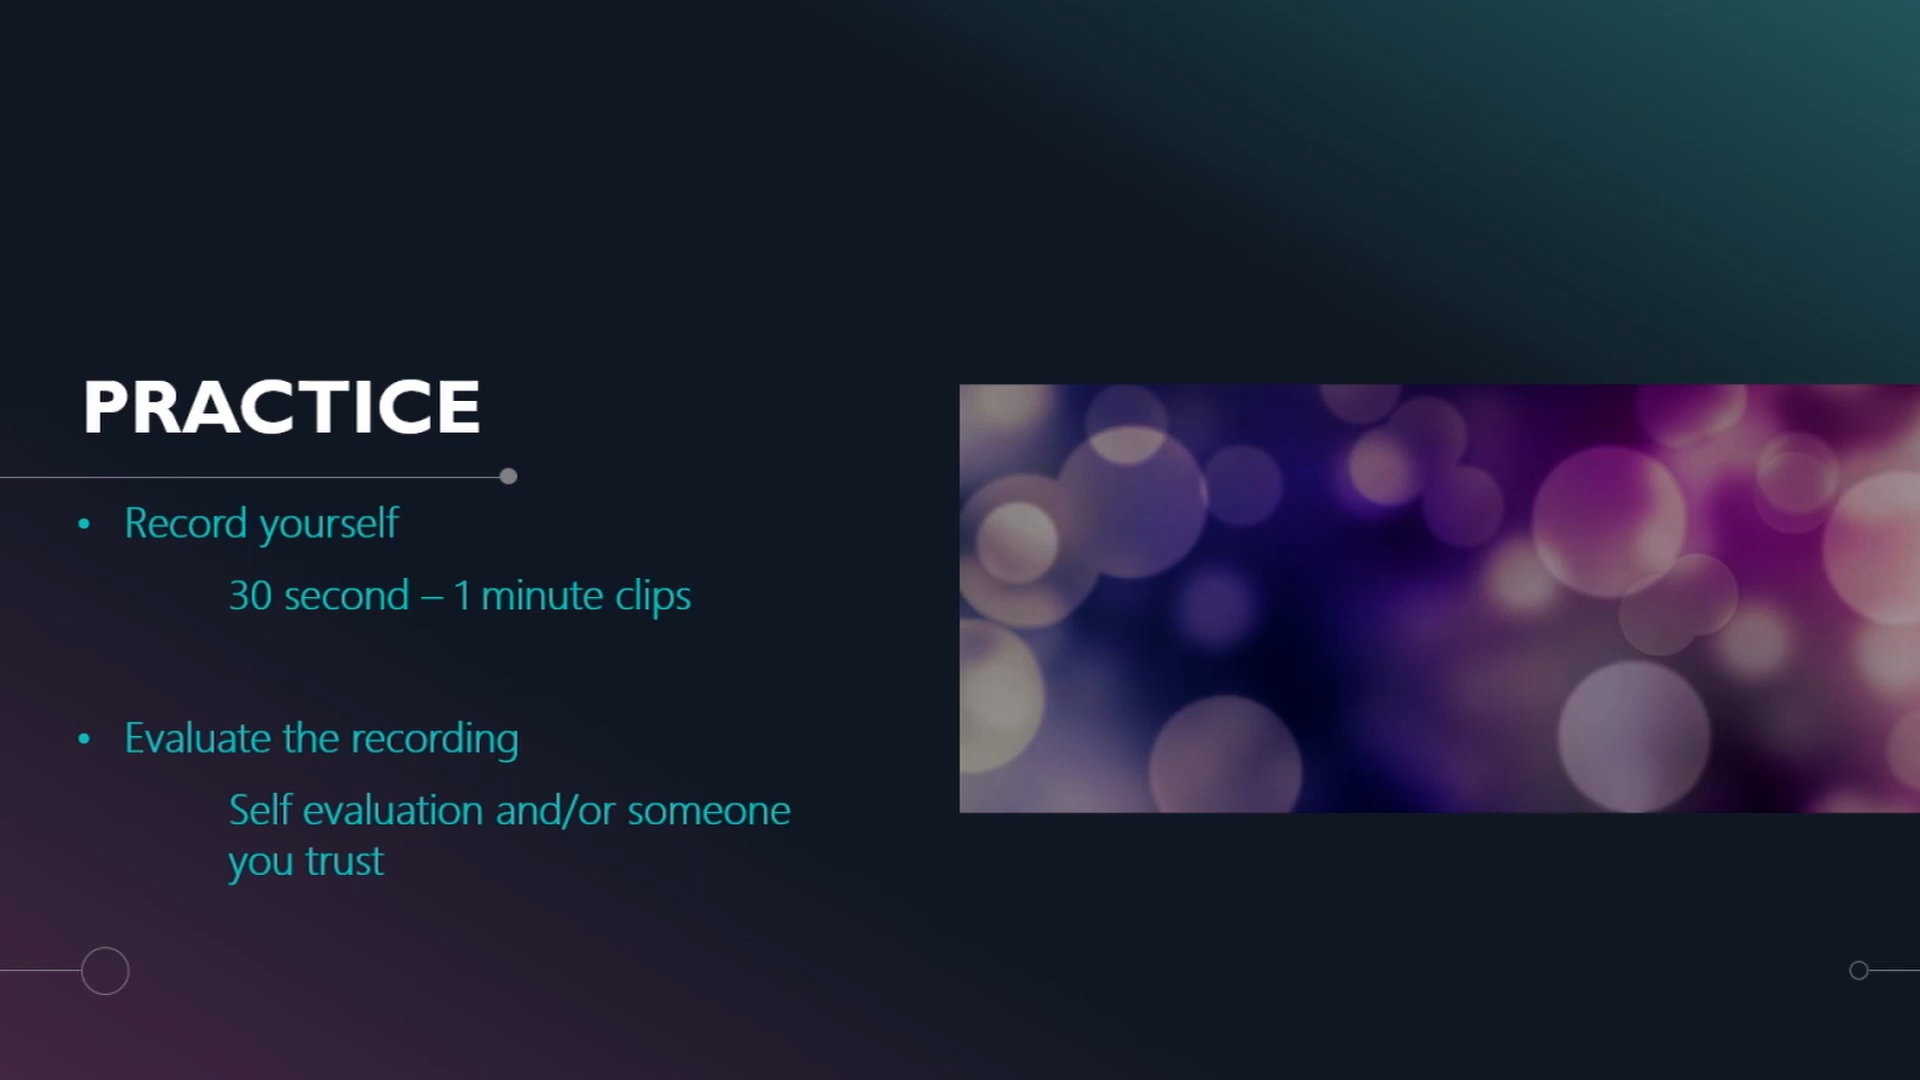 PRACTICE
• Record yourself
30 second – 1 minute clips
• Evaluate the recording
Self evaluation and/or someone
you trust